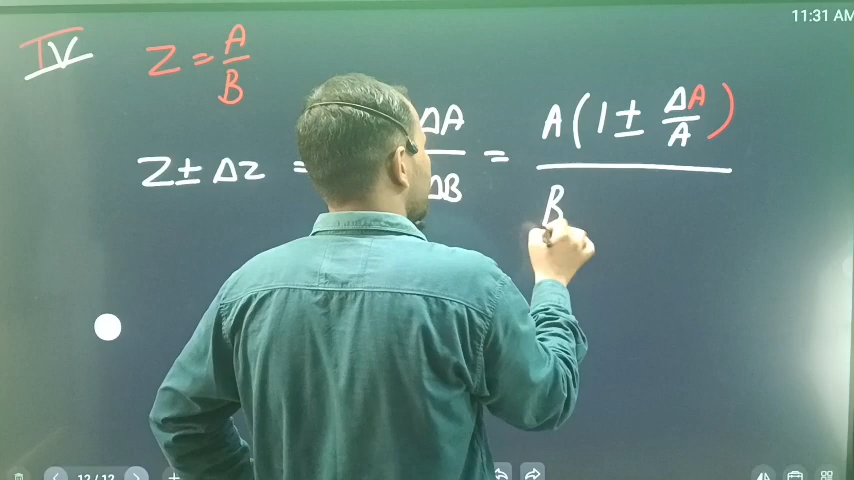 11:31 AM
IV Z = A/B
Z ± ΔZ = ΔA/ΔB = A(1 ± ΔA/A)/B
12/12